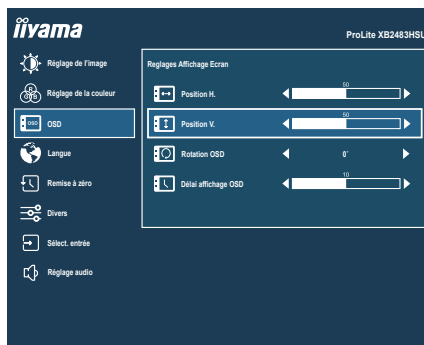 iiyama
ProLite XB2483HSU
Réglage de l'image
Réglage de la couleur
R
G B
OSD OSD
Langue
Remise à zéro
Divers
Sélect. entrée
Réglage audio
Reglages Affichage Ecran
Position H. 50
Position V. 50
Rotation OSD 0°
Délai affichage OSD 10